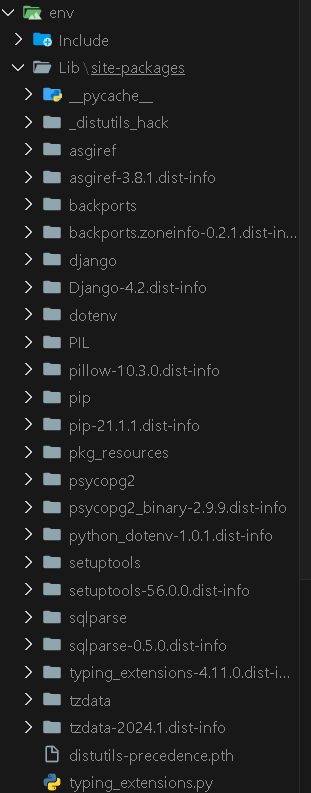 env
Include
Lib \ site-packages
__pycache__
_distutils_hack
asgiref
asgiref-3.8.1.dist-info
backports
backports.zoneinfo-0.2.1.dist-in...
django
Django-4.2.dist-info
dotenv
PIL
pillow-10.3.0.dist-info
pip
pip-21.1.1.dist-info
pkg_resources
psycopg2
psycopg2_binary-2.9.9.dist-info
python_dotenv-1.0.1.dist-info
setuptools
setuptools-56.0.0.dist-info
sqlparse
sqlparse-0.5.0.dist-info
typing_extensions-4.11.0.dist-i...
tzdata
tzdata-2024.1.dist-info
distutils-precedence.pth
typing_extensions.py